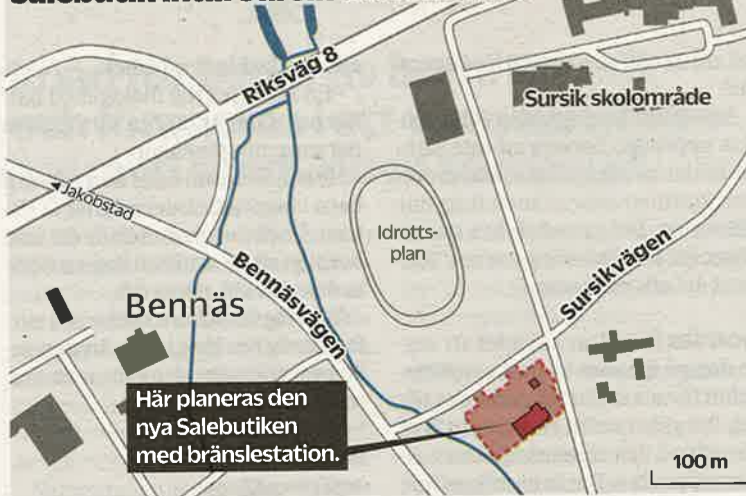 Riksväg 8
Sursik skolområde
Jakobstad
Idrotts-
plan
Bennäsvägen
Sursikvägen
Bennäs
Här planeras den
nya Salebutiken
med bränslestation.
100 m